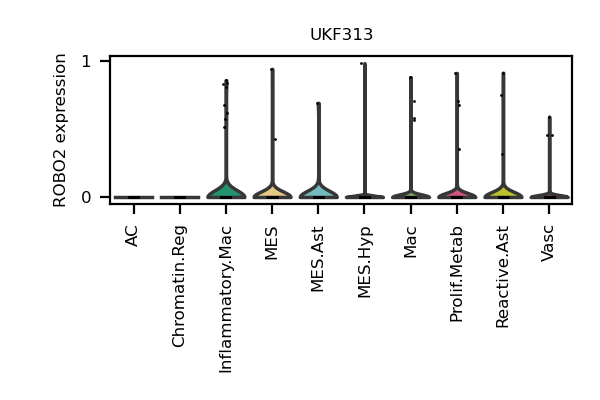 UKF313
ROBO2 expression
1
0
AC
Chromatin.Reg
Inflammatory.Mac
MES
MES.Ast
MES.Hyp
Mac
Prolif.Metab
Reactive.Ast
Vasc